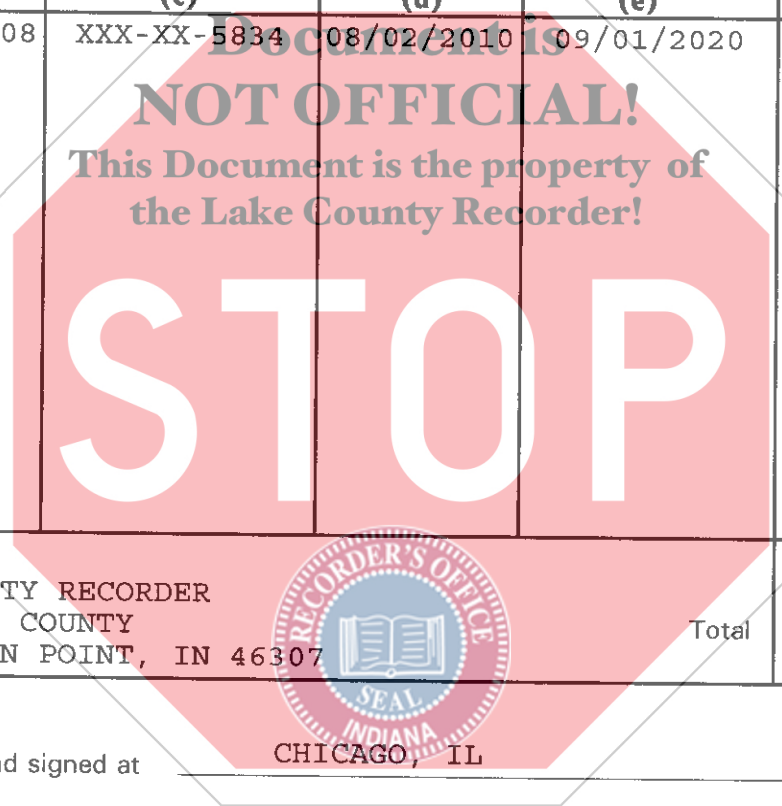 (c) (d) (e)
08 XXX-XX-5834 08/02/2010 09/01/2020
Document is
NOT OFFICIAL!
This Document is the property of
the Lake County Recorder!
STOP
TY RECORDER
COUNTY
N POINT, IN 46307
Total
RECORDER'S OFFICE
SEAL
INDIANA
nd signed at CHICAGO, IL